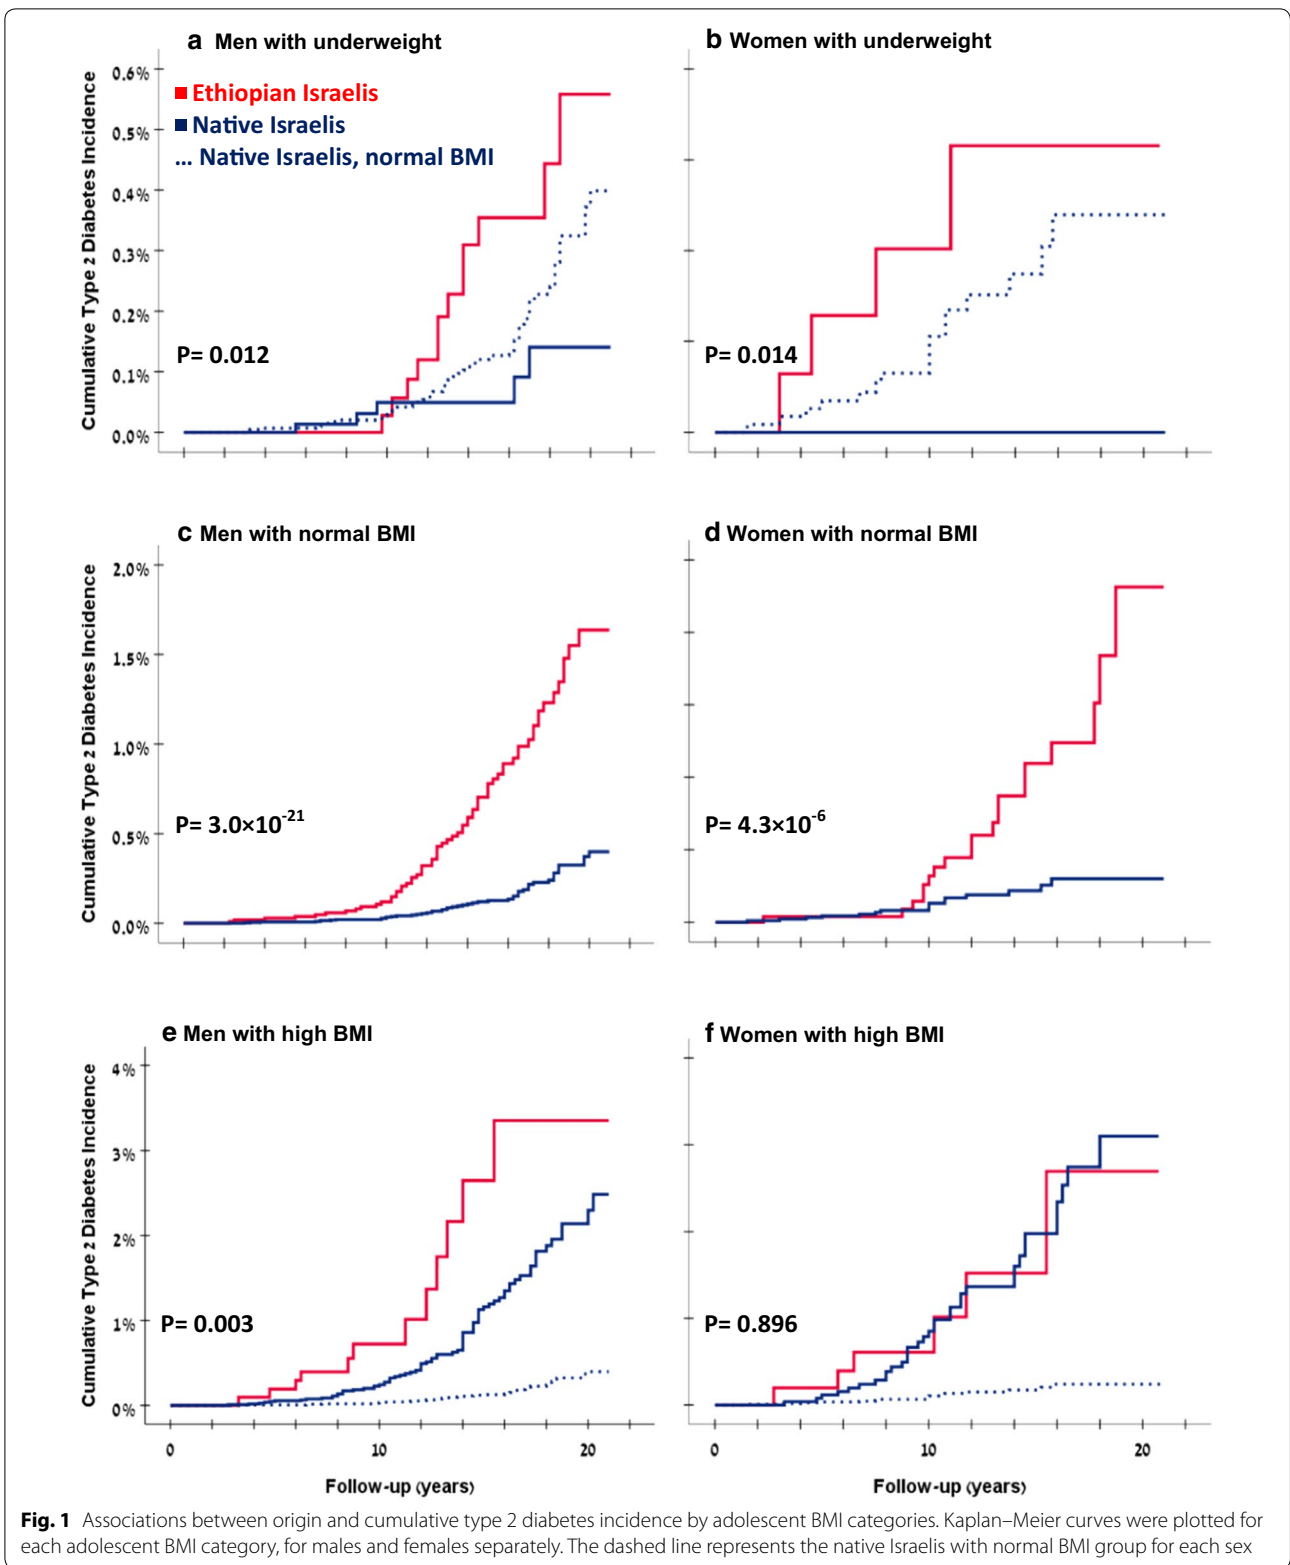 a Men with underweight
b Women with underweight
Ethiopian Israelis
Native Israelis
... Native Israelis, normal BMI
Cumulative Type 2 Diabetes Incidence
0.6%
0.5%
0.4%
0.3%
0.2%
0.1%
0.0%
P= 0.012
P= 0.014
c Men with normal BMI
d Women with normal BMI
Cumulative Type 2 Diabetes Incidence
2.0%
1.5%
1.0%
0.5%
0.0%
P= 3.0×10⁻²¹
P= 4.3×10⁻⁶
e Men with high BMI
f Women with high BMI
Cumulative Type 2 Diabetes Incidence
4%
3%
2%
1%
0%
P= 0.003
P= 0.896
0 10 20
0 10 20
Follow-up (years)
Follow-up (years)
Fig. 1 Associations between origin and cumulative type 2 diabetes incidence by adolescent BMI categories. Kaplan–Meier curves were plotted for
each adolescent BMI category, for males and females separately. The dashed line represents the native Israelis with normal BMI group for each sex